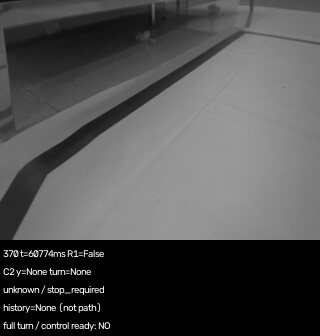 370 t=60774ms R1=False
C2 y=None turn=None
unknown / stop_required
history=None (not path)
full turn / control ready: NO